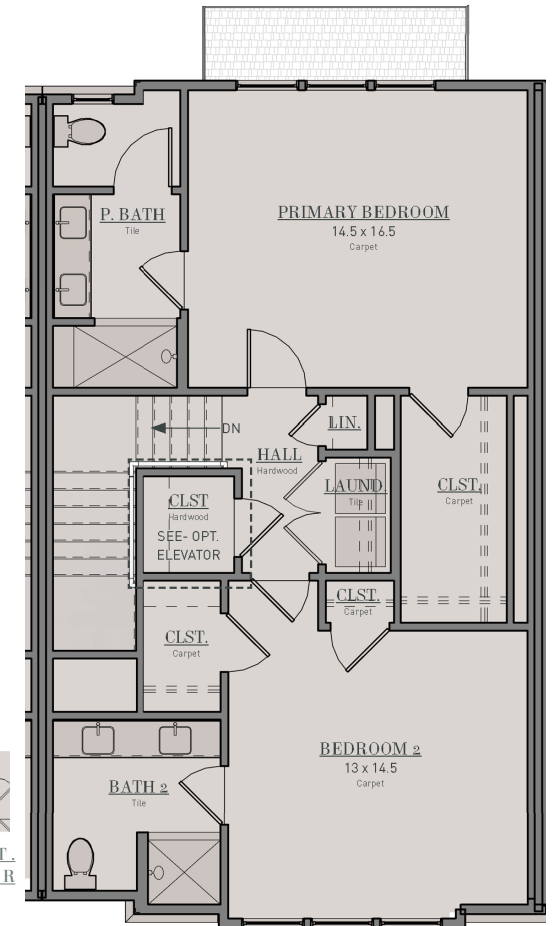 P. BATH
Tile
PRIMARY BEDROOM
14.5 x 16.5
Carpet
DN
HALL
Hardwood
LIN.
LAUND.
Tile
CLST.
Carpet
CLST
Hardwood
SEE- OPT.
ELEVATOR
CLST.
Carpet
CLST.
Carpet
BEDROOM 2
13 x 14.5
Carpet
BATH 2
Tile
T.
R